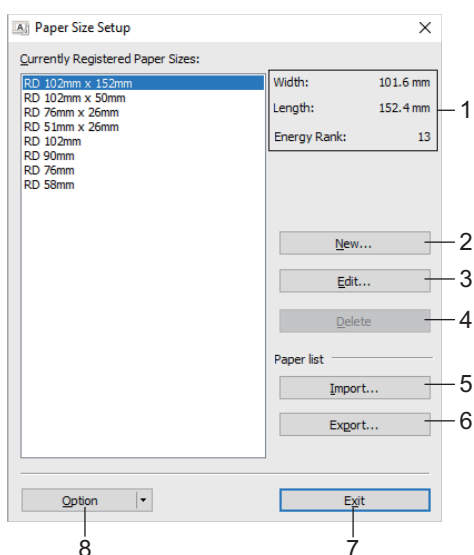 Paper Size Setup
Currently Registered Paper Sizes:
RD 102mm x 152mm
RD 102mm x 50mm
RD 76mm x 26mm
RD 51mm x 26mm
RD 102mm
RD 90mm
RD 76mm
RD 58mm
Width: 101.6 mm
Length: 152.4 mm
Energy Rank: 13
1
New...
2
Edit...
3
Delete
4
Paper list
Import...
5
Export...
6
Option
Exit
8
7